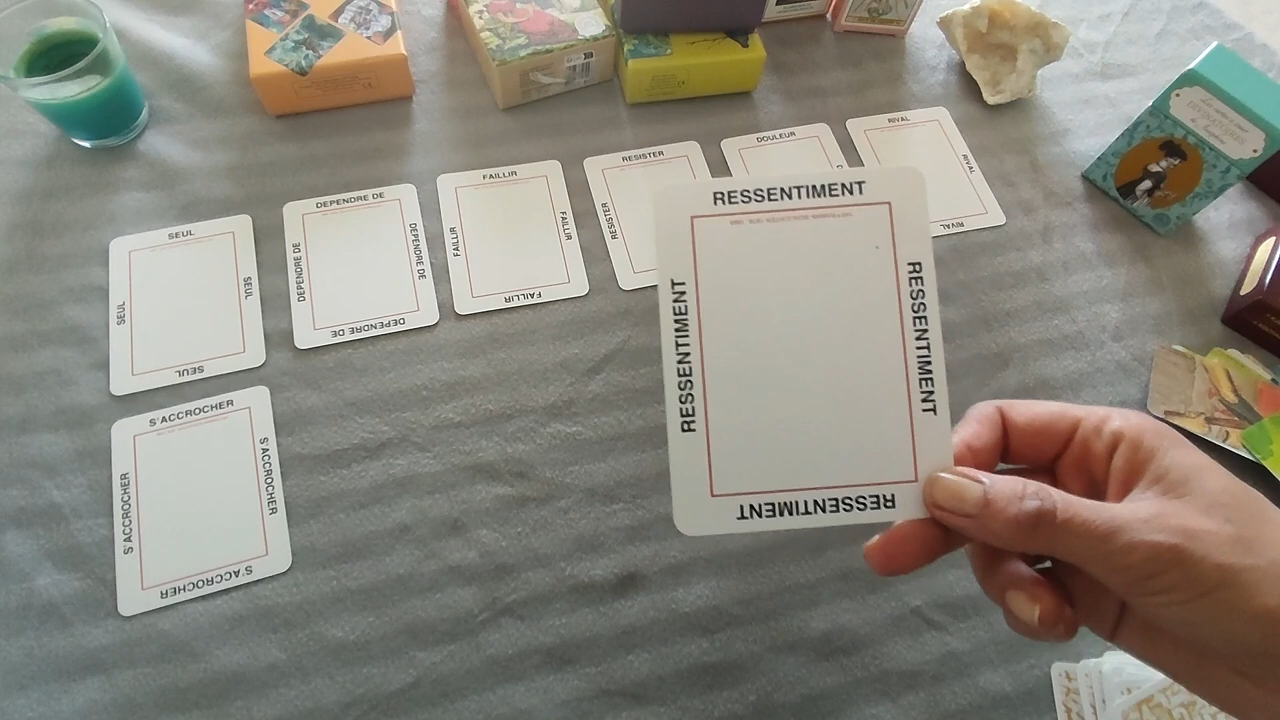 RIVAL
RIVAL
RIVAL
DOULEUR
RESISTER
RESISTER
FAILLIR
FAILLIR
FAILLIR
FAILLIR
DEPENDRE DE
DEPENDRE DE
DEPENDRE DE
DEPENDRE DE
SEUL
SEUL
SEUL
SEUL
RESSENTIMENT
RESSENTIMENT
RESSENTIMENT
RESSENTIMENT
S'ACCROCHER
S'ACCROCHER
S'ACCROCHER
S'ACCROCHER